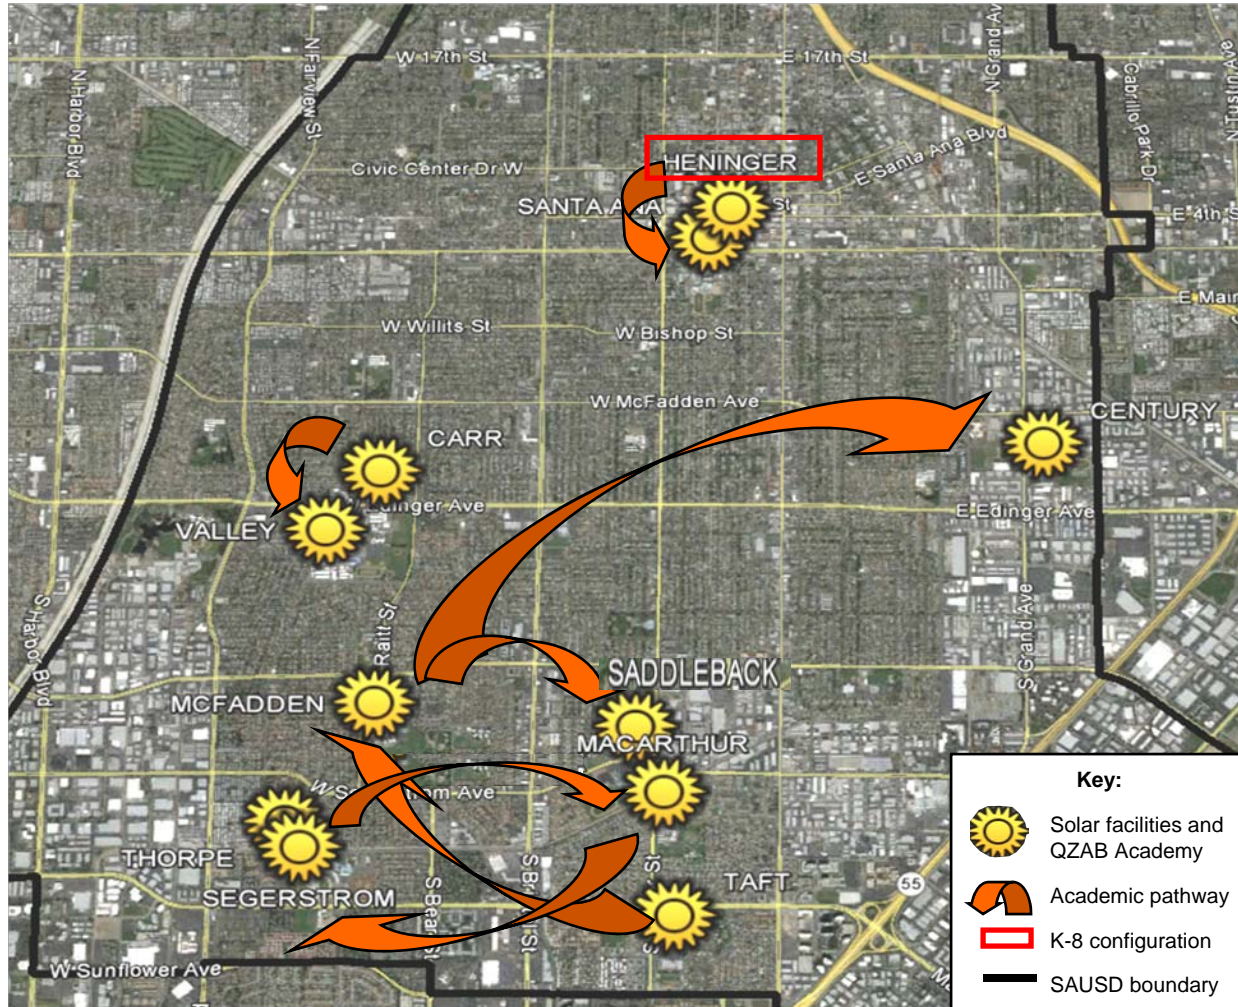 N Fairview St
W 17th St
E 17th St
N Grand Ave
N Harbor Blvd
Cabrillo Park Dr
N Tustin Ave
Civic Center Dr W
HENINGER
E Santa Ana Blvd
SANTA ANA
St
E 4th St
E Main
W Willits St
W Bishop St
W McFadden Ave
CENTURY
CARR
Edinger Ave
E Edinger Ave
VALLEY
S Harbor Blvd
Raitt St
S Grand Ave
SADDLEBACK
MCFADDEN
MACARTHUR
Ave
THORPE
SEGERSTROM
TAFT
55
W Sunflower Ave
Key:
Solar facilities and
QZAB Academy
Academic pathway
K-8 configuration
SAUSD boundary